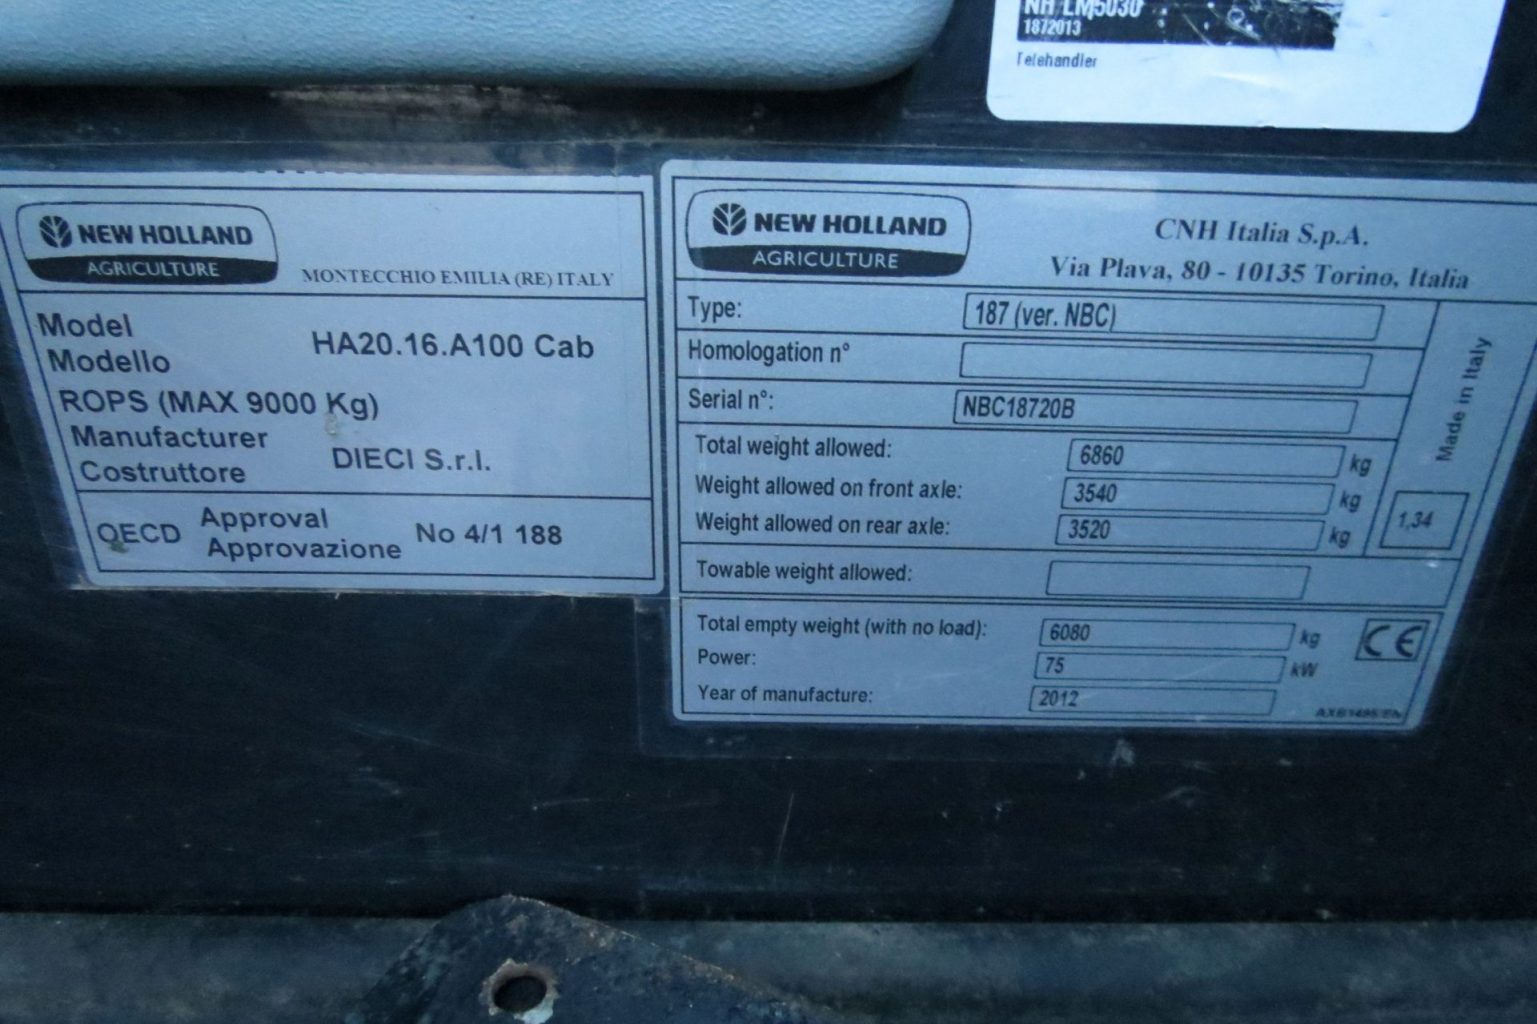 NH LM5030
1872013
Telehandler
NEW HOLLAND
AGRICULTURE
MONTECCHIO EMILIA (RE) ITALY
Model
Modello
HA20.16.A100 Cab
ROPS (MAX 9000 Kg)
Manufacturer
Costruttore
DIECI S.r.l.
OECD
Approval
Approvazione
No 4/1 188
NEW HOLLAND
AGRICULTURE
CNH Italia S.p.A.
Via Plava, 80 - 10135 Torino, Italia
Type: 187 (ver. NBC)
Homologation n°
Serial n°: NBC18720B
Total weight allowed: 6860 kg
Weight allowed on front axle: 3540 kg
Weight allowed on rear axle: 3520 kg
Towable weight allowed:
Total empty weight (with no load): 6080 kg
Power: 75 kW
Year of manufacture: 2012
Made in Italy
1,34
CE